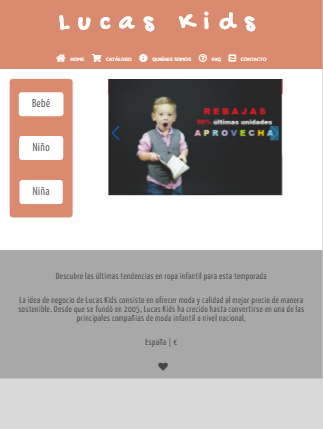 Lucas Kids
HOME CATÁLOGO QUIÉNES SOMOS FAQ CONTACTO
Bebé
Niño
Niña
REBAJAS
50% últimas unidades
APROVECHA
Descubre las últimas tendencias en ropa infantil para esta temporada
La idea de negocio de Lucas Kids consiste en ofrecer moda y calidad al mejor precio de manera
sostenible. Desde que se fundó en 2005, Lucas Kids ha crecido hasta convertirse en una de las
principales compañías de moda infantil a nivel nacional.
España | €